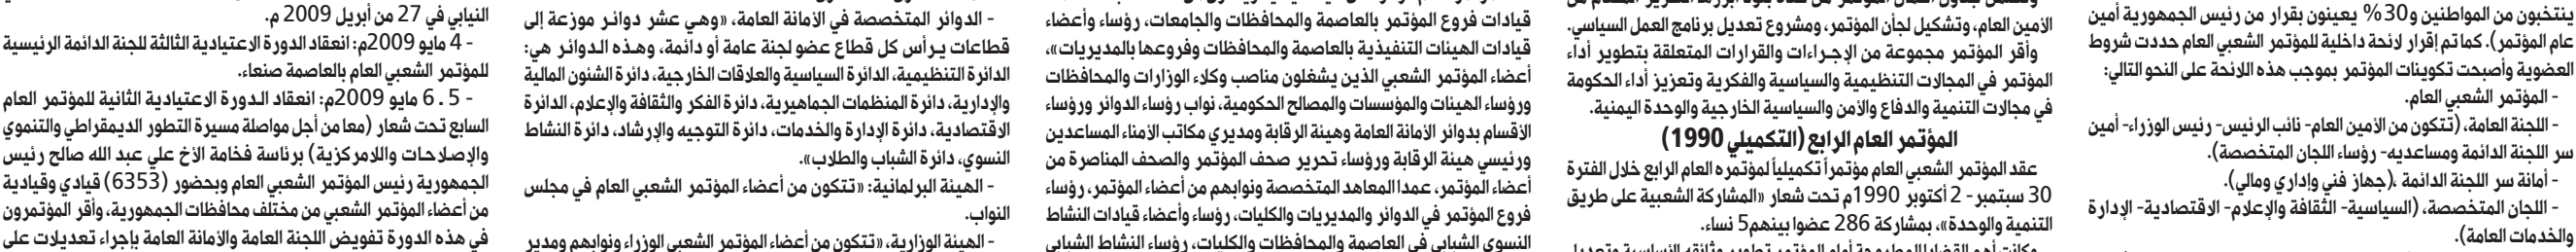 ينتخبون من المواطنين و30% يعينون بقرار من رئيس الجمهورية أمين
عام المؤتمر). كما تم إقرار لائحة داخلية للمؤتمر الشعبي العام حددت شروط
العضوية وأصبحت تكوينات المؤتمر بموجب هذه اللائحة على النحو التالي:
- المؤتمر الشعبي العام.
- اللجنة العامة، (تتكون من الأمين العام- نائب الرئيس- رئيس الوزراء- أمين
سر اللجنة الدائمة ومساعديه- رؤساء اللجان المتخصصة).
- أمانة سر اللجنة الدائمة ،(جهاز فني وإداري ومالي).
- اللجان المتخصصة، (السياسية- الثقافة والإعلام- الاقتصادية- الإدارة
والخدمات العامة).
الأمين العام، وتشكيل لجان المؤتمر، ومشروع تعديل برنامج العمل السياسي.
وأقر المؤتمر مجموعة من الإجراءات والقرارات المتعلقة بتطوير أداء
المؤتمر في المجالات التنظيمية والسياسية والفكرية وتعزيز أداء الحكومة
في مجالات التنمية والدفاع والأمن والسياسية الخارجية والوحدة اليمنية.
المؤتمر العام الرابع (التكميلي 1990)
عقد المؤتمر الشعبي العام مؤتمراً تكميلياً لمؤتمره العام الرابع خلال الفترة
30 سبتمبر- 2 أكتوبر 1990م تحت شعار «المشاركة الشعبية على طريق
التنمية والوحدة»، بمشاركة 286 عضوا بينهم5 نساء.
قيادات فروع المؤتمر بالعاصمة والمحافظات والجامعات، رؤساء وأعضاء
قيادات الهيئات التنفيذية بالعاصمة والمحافظات وفروعها بالمديريات»،
أعضاء المؤتمر الشعبي الذين يشغلون مناصب وكلاء الوزارات والمحافظات
ورؤساء الهيئات والمؤسسات والمصالح الحكومية، نواب رؤساء الدوائر ورؤساء
الأقسام بدوائر الأمانة العامة وهيئة الرقابة ومديري مكاتب الأمناء المساعدين
ورئيسي هيئة الرقابة ورؤساء تحرير صحف المؤتمر والصحف المناصرة من
أعضاء المؤتمر، عمدا المعاهد المتخصصة ونوابهم من أعضاء المؤتمر، رؤساء
فروع المؤتمر في الدوائر والمديريات والكليات، رؤساء وأعضاء قيادات النشاط
النسوي الشبابي في العاصمة والمحافظات والكليات، رؤساء النشاط الشبابي
- الدوائر المتخصصة في الأمانة العامة، «وهي عشر دوائر موزعة إلى
قطاعات يرأس كل قطاع عضو لجنة عامة أو دائمة، وهذه الدوائر هي:
الدائرة التنظيمية، الدائرة السياسية والعلاقات الخارجية، دائرة الشئون المالية
والإدارية، دائرة المنظمات الجماهيرية، دائرة الفكر والثقافة والإعلام، الدائرة
الاقتصادية، دائرة الإدارة والخدمات، دائرة التوجيه والإرشاد، دائرة النشاط
النسوي، دائرة الشباب والطلاب».
- الهيئة البرلمانية: «تتكون من أعضاء المؤتمر الشعبي العام في مجلس
النواب.
- الهيئة الوزارية، «تتكون من أعضاء المؤتمر الشعبي الوزراء ونوابهم ومدير
النيابي في 27 من أبريل 2009 م.
- 4 مايو 2009م: انعقاد الدورة الاعتيادية الثالثة للجنة الدائمة الرئيسية
للمؤتمر الشعبي العام بالعاصمة صنعاء.
- 5 . 6 مايو 2009م: انعقاد الدورة الاعتيادية الثانية للمؤتمر العام
السابع تحت شعار (معا من أجل مواصلة مسيرة التطور الديمقراطي والتنموي
والإصلاحات واللامركزية) برئاسة فخامة الأخ علي عبد الله صالح رئيس
الجمهورية رئيس المؤتمر الشعبي العام وبحضور (6353) قيادي وقيادية
من أعضاء المؤتمر الشعبي من مختلف محافظات الجمهورية، وأقر المؤتمرون
في هذه الدورة تفويض اللجنة العامة والأمانة العامة بإجراء تعديلات على